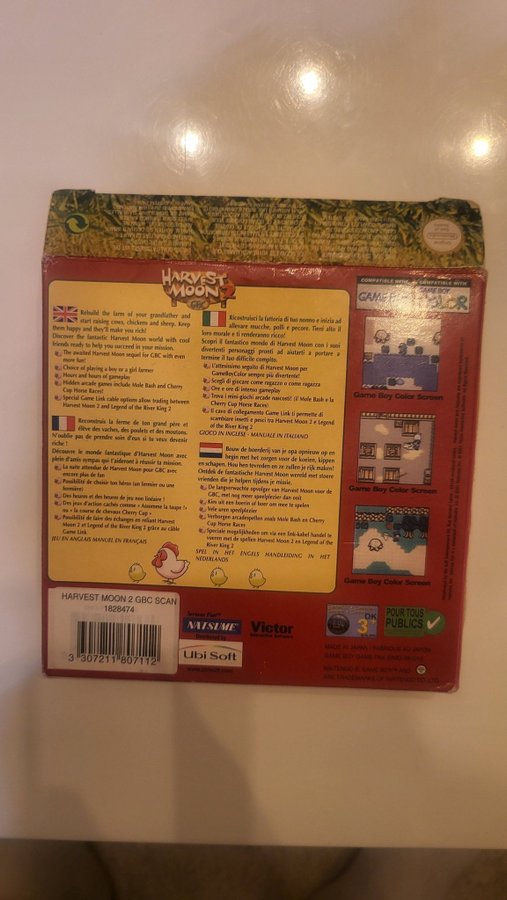 HARVEST
MOON 2
GBC
Rebuild the farm of your grandfather and
start raising cows, chickens and sheep. Keep
them happy and they'll make you rich!
Discover the fantastic Harvest Moon world with cool
friends ready to help you succeed in your mission.
The awaited Harvest Moon sequel for GBC with even
more fun!
Choice of playing a boy or a girl farmer
Hours and hours of gameplay
Hidden arcade games include Mole Bash and Cherry
Cup Horse Races!
Special Game Link cable options allow trading between
Harvest Moon 2 and Legend of the River King 2
Reconstruis la ferme de ton grand père et
élève des vaches, des poulets et des moutons.
N'oublie pas de prendre soin d'eux si tu veux devenir
riche !
Découvre le monde fantastique d'Harvest Moon avec
plein d'amis sympas qui t'aideront à réussir ta mission.
La suite attendue de Harvest Moon pour GBC avec
encore plus de fun
Possibilité de choisir ton héros (un fermier ou une
fermière)
Des heures et des heures de jeu non linéaire !
Des jeux d'action cachés comme « Assomme la taupe !»
ou « la course de chevaux Cherry Cup »
Possibilité de faire des échanges en reliant Harvest
Moon 2 et Legend of the River King 2 grâce au câble
Game Link
JEU EN ANGLAIS MANUEL EN FRANÇAIS
Ricostruisci la fattoria di tuo nonno e inizia ad
allevare mucche, polli e pecore. Tieni alto il
loro morale e ti renderanno ricco!
Scopri il fantastico mondo di Harvest Moon con i suoi
divertenti personaggi pronti ad aiutarti a portare a
termine il tuo difficile compito.
L'attesissimo seguito di Harvest Moon per
GameBoyColor sempre più divertente!
Scegli di giocare come ragazzo o come ragazza
Ore e ore di intenso gameplay
Trova i mini-giochi arcade nascosti! (il Mole Bash e la
Cherry Cup Horse Races)
Il cavo di collegamento Game Link ti permette di
scambiare insetti e pesci tra Harvest Moon 2 e Legend
of the River King 2
GIOCO IN INGLESE - MANUALE IN ITALIANO
Bouw de boerderij van je opa opnieuw op en
begin met het zorgen voor de koeien, kippen
en schapen. Hou hen tevreden en ze zullen je rijk maken!
Ontdek de fantastische Harvest Moon wereld met stoere
vrienden die je helpen tijdens je missie.
De langverwachte opvolger van Harvest Moon voor de
GBC, met nog meer speelplezier dan ooit
Kies uit een boerin of boer om mee te spelen
Vele uren speelplezier
Verborgen arcadespellen zoals Mole Bash en Cherry
Cup Horse Races
Speciale mogelijkheden om via een link-kabel handel te
voeren met de spellen Harvest Moon 2 en Legend of the
River King 2
SPEL IN HET ENGELS HANDLEIDING IN HET
NEDERLANDS
COMPATIBLE WITH
GAME BOY
COLOR
Game Boy Color Screen
Game Boy Color Screen
Game Boy Color Screen
HARVEST MOON 2 GBC SCAN
1828474
3 307211 807112
NATSUME
Distributed by
Ubi Soft
Victor
Interactive Software
OK
3+
POUR TOUS
PUBLICS
MADE IN JAPAN / FABRIQUÉ AU JAPON